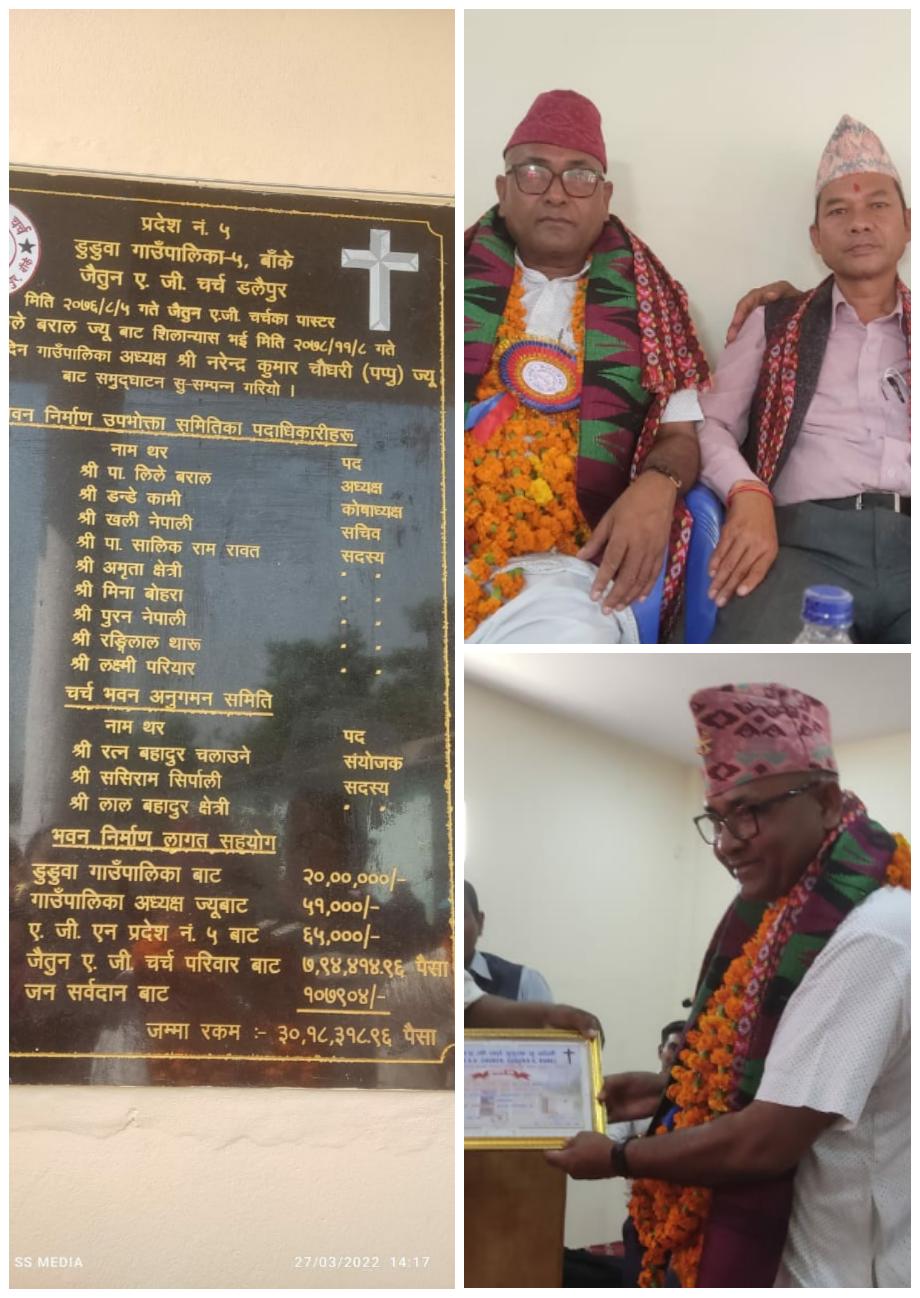 चर्च
प्रदेश नं. ५
डुडुवा गाउँपालिका-५, बाँके
जैतुन ए. जी. चर्च डलैपुर
मिति २०७६/८/५ गते जैतुन ए.जी. चर्चका पास्टर
ले बराल ज्यू बाट शिलान्यास भई मिति २०७८/११/८ गते
दिन गाउँपालिका अध्यक्ष श्री नरेन्द्र कुमार चौधरी (पप्पु) ज्यू
बाट समुद्घाटन सु-सम्पन्न गरियो ।
वन निर्माण उपभोक्ता समितिका पदाधिकारीहरू
नाम थर पद
श्री पा. लिले बराल अध्यक्ष
श्री डन्डे कामी कोषाध्यक्ष
श्री खली नेपाली सचिव
श्री पा. सालिक राम रावत सदस्य
श्री अमृता क्षेत्री " "
श्री मिना बोहरा " "
श्री पुरन नेपाली " "
श्री रङ्गिलाल थारू " "
श्री लक्ष्मी परियार " "
चर्च भवन अनुगमन समिति
नाम थर पद
श्री रत्न बहादुर चलाउने संयोजक
श्री ससिराम सिर्पाली सदस्य
श्री लाल बहादुर क्षेत्री " "
भवन निर्माण लागत सहयोग
डुडुवा गाउँपालिका बाट २०,००,०००/-
गाउँपालिका अध्यक्ष ज्यूबाट ५१,०००/-
ए. जी. एन प्रदेश नं. ५ बाट ६५,०००/-
जैतुन ए. जी. चर्च परिवार बाट ७,९४,४१४.९६ पैसा
जन सर्वदान बाट १०७९०४/-
जम्मा रकम :- ३०,१८,३१८.९६ पैसा
SS MEDIA 27/03/2022 14:17